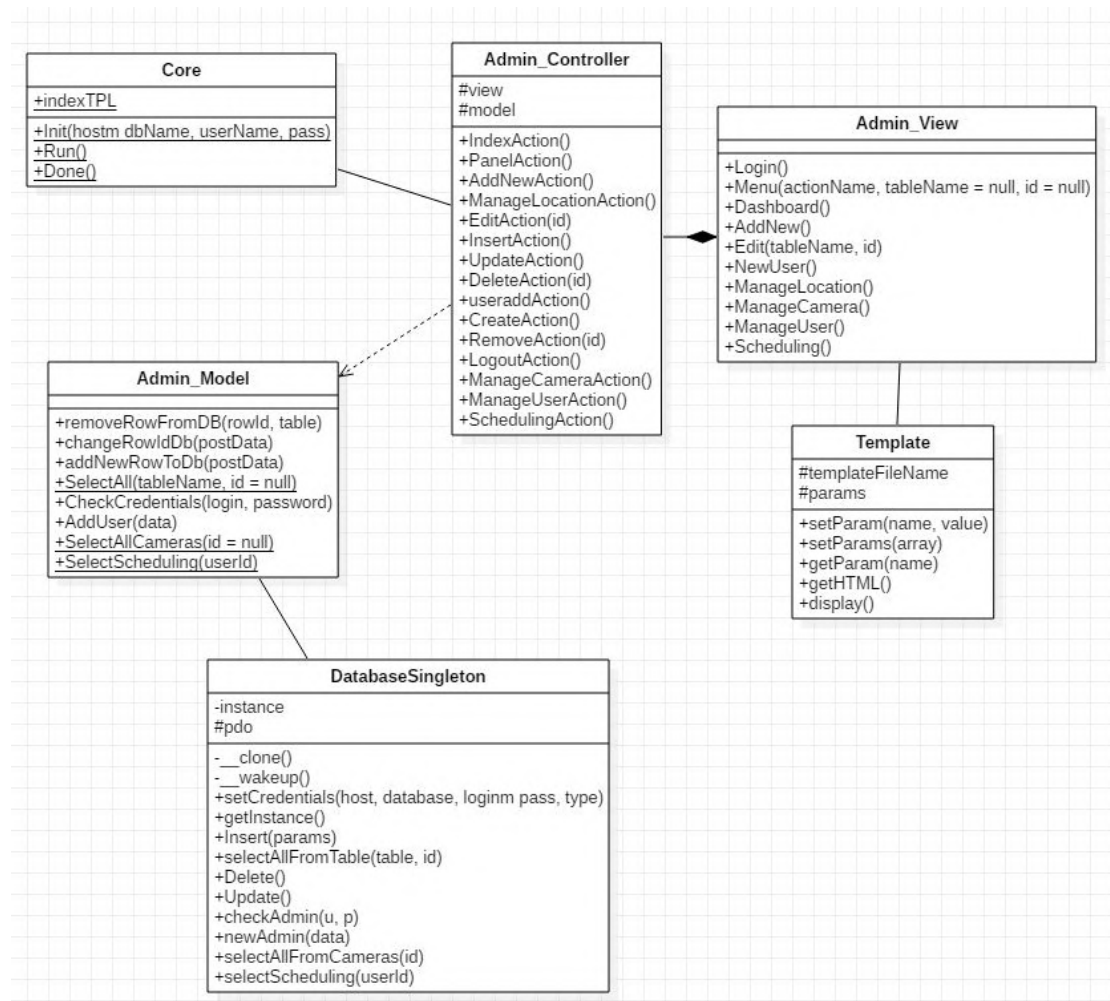 Core
+indexTPL
+Init(hostm dbName, userName, pass)
+Run()
+Done()
Admin_Controller
#view
#model
+IndexAction()
+PanelAction()
+AddNewAction()
+ManageLocationAction()
+EditAction(id)
+InsertAction()
+UpdateAction()
+DeleteAction(id)
+useraddAction()
+CreateAction()
+RemoveAction(id)
+LogoutAction()
+ManageCameraAction()
+ManageUserAction()
+SchedulingAction()
Admin_View
+Login()
+Menu(actionName, tableName = null, id = null)
+Dashboard()
+AddNew()
+Edit(tableName, id)
+NewUser()
+ManageLocation()
+ManageCamera()
+ManageUser()
+Scheduling()
Admin_Model
+removeRowFromDB(rowId, table)
+changeRowIdDb(postData)
+addNewRowToDb(postData)
+SelectAll(tableName, id = null)
+CheckCredentials(login, password)
+AddUser(data)
+SelectAllCameras(id = null)
+SelectScheduling(userId)
Template
#templateFileName
#params
+setParam(name, value)
+setParams(array)
+getParam(name)
+getHTML()
+display()
DatabaseSingleton
-instance
#pdo
-__clone()
-__wakeup()
+setCredentials(host, database, loginm pass, type)
+getInstance()
+Insert(params)
+selectAllFromTable(table, id)
+Delete()
+Update()
+checkAdmin(u, p)
+newAdmin(data)
+selectAllFromCameras(id)
+selectScheduling(userId)